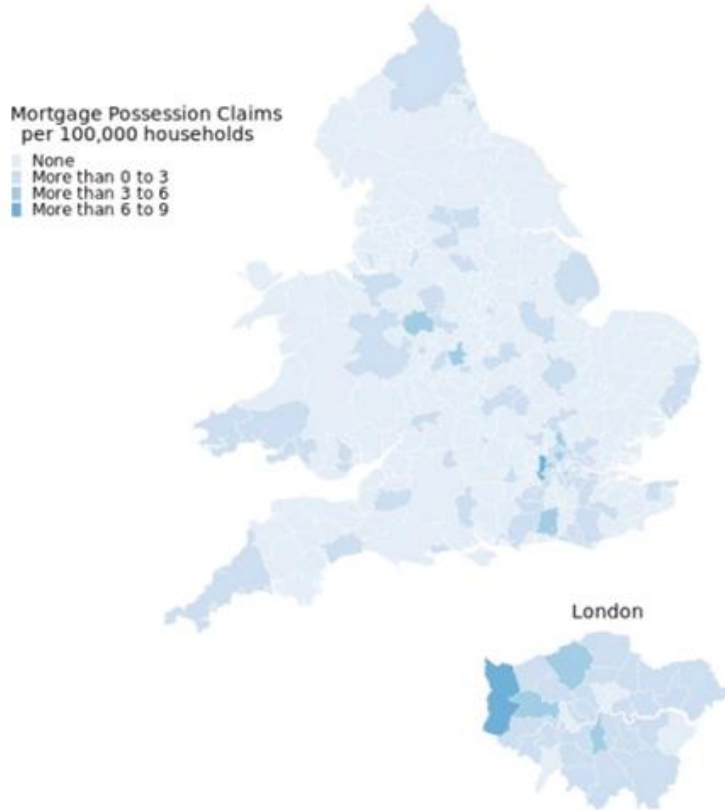 Mortgage Possession Claims
per 100,000 households
None
More than 0 to 3
More than 3 to 6
More than 6 to 9
London